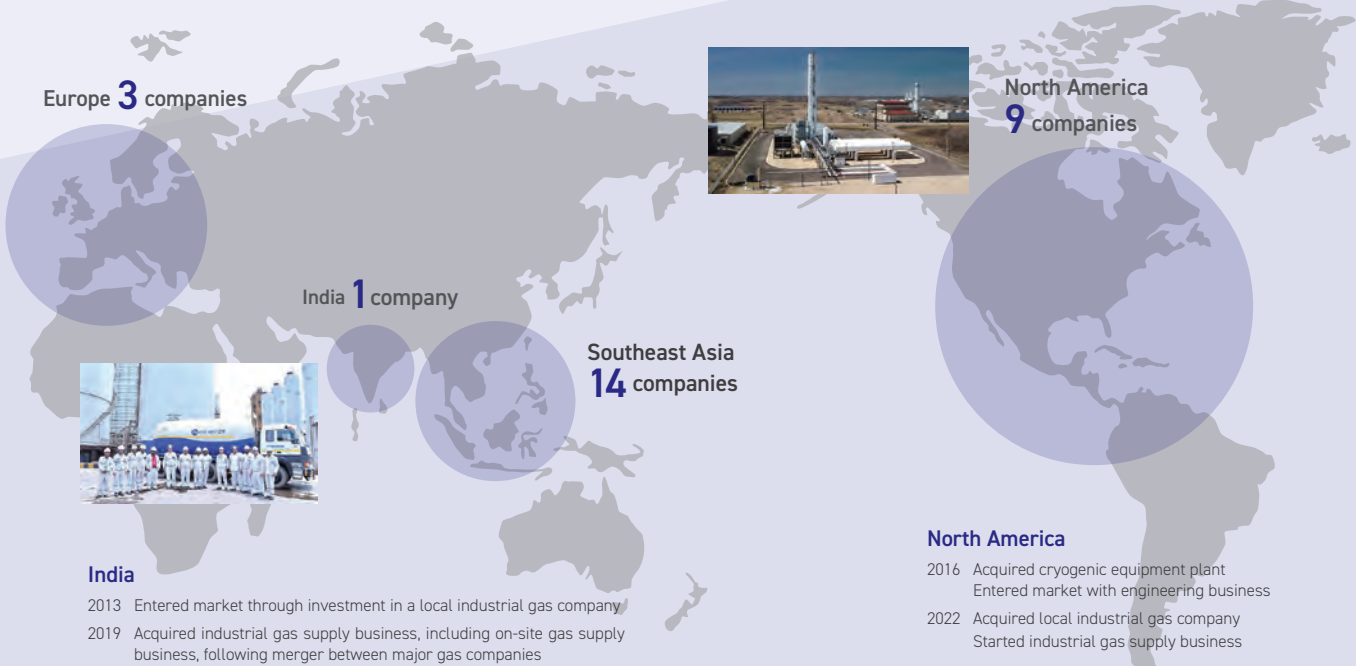 Europe 3 companies
North America
9 companies
India 1 company
Southeast Asia
14 companies
India
2013 Entered market through investment in a local industrial gas company
2019 Acquired industrial gas supply business, including on-site gas supply
business, following merger between major gas companies
North America
2016 Acquired cryogenic equipment plant
Entered market with engineering business
2022 Acquired local industrial gas company
Started industrial gas supply business